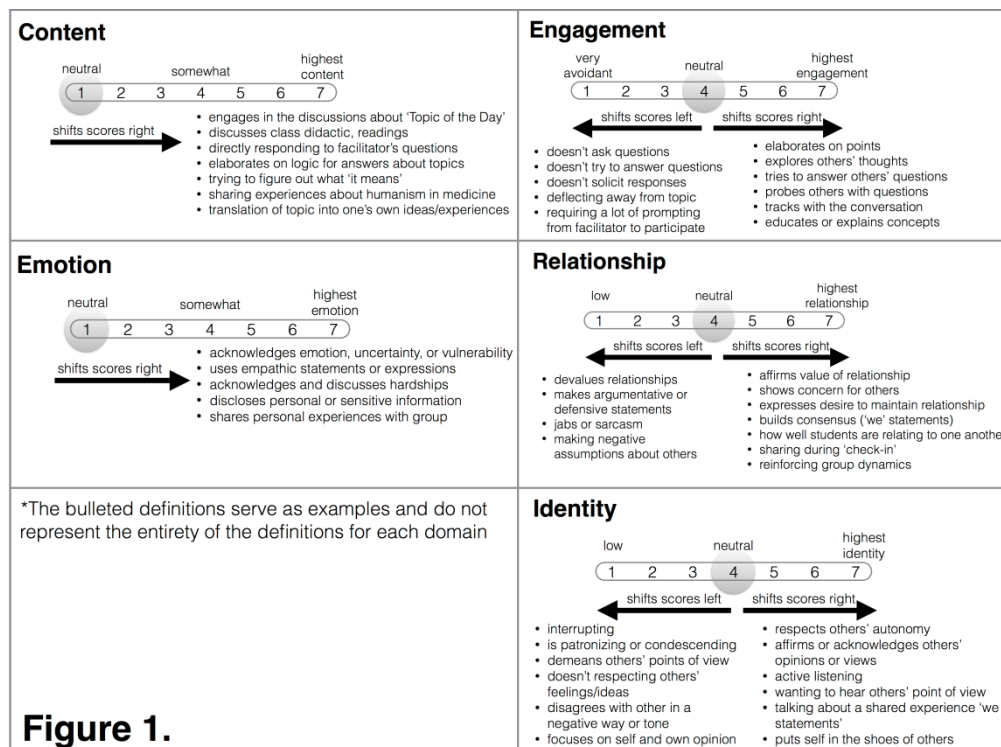 Content
neutral
somewhat
highest
content
1 2 3 4 5 6 7
shifts scores right
• engages in the discussions about ‘Topic of the Day’
• discusses class didactic, readings
• directly responding to facilitator’s questions
• elaborates on logic for answers about topics
• trying to figure out what ‘it means’
• sharing experiences about humanism in medicine
• translation of topic into one’s own ideas/experiences
Engagement
very
avoidant
neutral
highest
engagement
1 2 3 4 5 6 7
shifts scores left
shifts scores right
• doesn’t ask questions
• doesn’t try to answer questions
• doesn’t solicit responses
• deflecting away from topic
• requiring a lot of prompting
from facilitator to participate
• elaborates on points
• explores others’ thoughts
• tries to answer others’ questions
• probes others with questions
• tracks with the conversation
• educates or explains concepts
Emotion
neutral
somewhat
highest
emotion
1 2 3 4 5 6 7
shifts scores right
• acknowledges emotion, uncertainty, or vulnerability
• uses empathic statements or expressions
• acknowledges and discusses hardships
• discloses personal or sensitive information
• shares personal experiences with group
Relationship
low
neutral
highest
relationship
1 2 3 4 5 6 7
shifts scores left
shifts scores right
• devalues relationships
• makes argumentative or
defensive statements
• jabs or sarcasm
• making negative
assumptions about others
• affirms value of relationship
• shows concern for others
• expresses desire to maintain relationship
• builds consensus (‘we’ statements)
• how well students are relating to one anothe
• sharing during ‘check-in’
• reinforcing group dynamics
*The bulleted definitions serve as examples and do not
represent the entirety of the definitions for each domain
Figure 1.
Identity
low
neutral
highest
identity
1 2 3 4 5 6 7
shifts scores left
shifts scores right
• interrupting
• is patronizing or condescending
• demeans others’ points of view
• doesn’t respecting others’
feelings/ideas
• disagrees with other in a
negative way or tone
• focuses on self and own opinion
• respects others’ autonomy
• affirms or acknowledges others’
opinions or views
• active listening
• wanting to hear others’ point of view
• talking about a shared experience ‘we
statements’
• puts self in the shoes of others